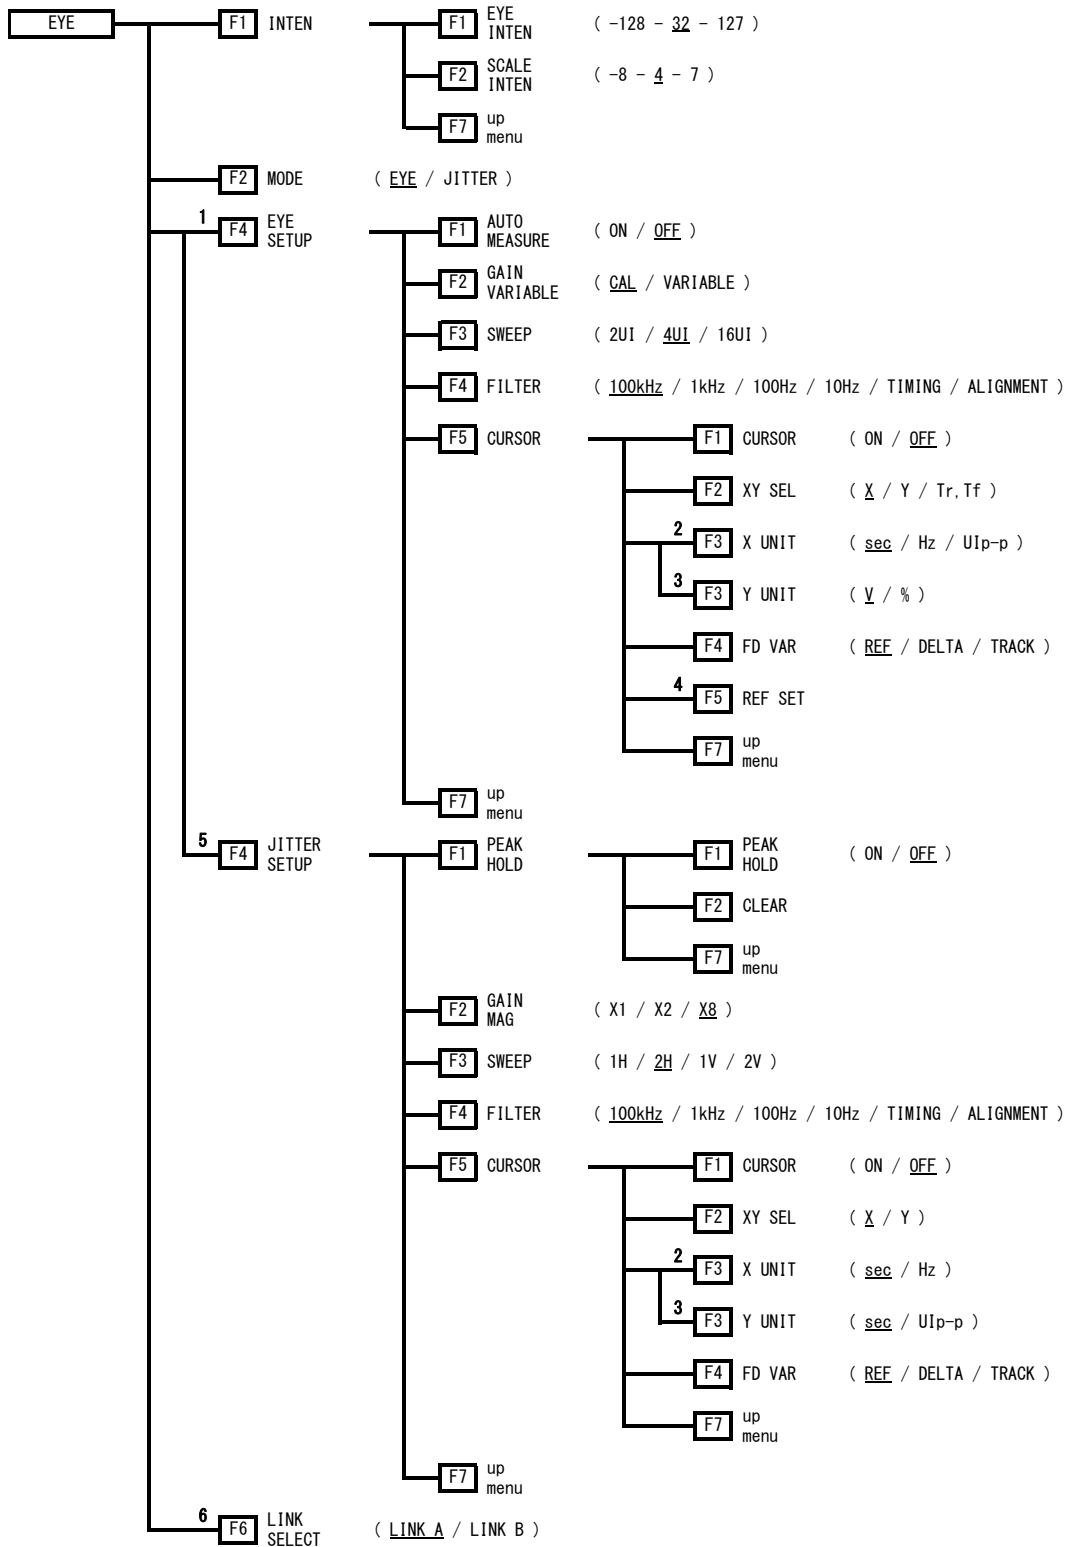 EYE
F1 INTEN
F1 EYE INTEN ( -128 - 32 - 127 )
F2 SCALE INTEN ( -8 - 4 - 7 )
F7 up menu
F2 MODE ( EYE / JITTER )
1 F4 EYE SETUP
F1 AUTO MEASURE ( ON / OFF )
F2 GAIN VARIABLE ( CAL / VARIABLE )
F3 SWEEP ( 2UI / 4UI / 16UI )
F4 FILTER ( 100kHz / 1kHz / 100Hz / 10Hz / TIMING / ALIGNMENT )
F5 CURSOR
F1 CURSOR ( ON / OFF )
F2 XY SEL ( X / Y / Tr,Tf )
2 F3 X UNIT ( sec / Hz / UIp-p )
3 F3 Y UNIT ( V / % )
F4 FD VAR ( REF / DELTA / TRACK )
4 F5 REF SET
F7 up menu
F7 up menu
5 F4 JITTER SETUP
F1 PEAK HOLD
F1 PEAK HOLD ( ON / OFF )
F2 CLEAR
F7 up menu
F2 GAIN MAG ( X1 / X2 / X8 )
F3 SWEEP ( 1H / 2H / 1V / 2V )
F4 FILTER ( 100kHz / 1kHz / 100Hz / 10Hz / TIMING / ALIGNMENT )
F5 CURSOR
F1 CURSOR ( ON / OFF )
F2 XY SEL ( X / Y )
2 F3 X UNIT ( sec / Hz )
3 F3 Y UNIT ( sec / UIp-p )
F4 FD VAR ( REF / DELTA / TRACK )
F7 up menu
F7 up menu
6 F6 LINK SELECT ( LINK A / LINK B )